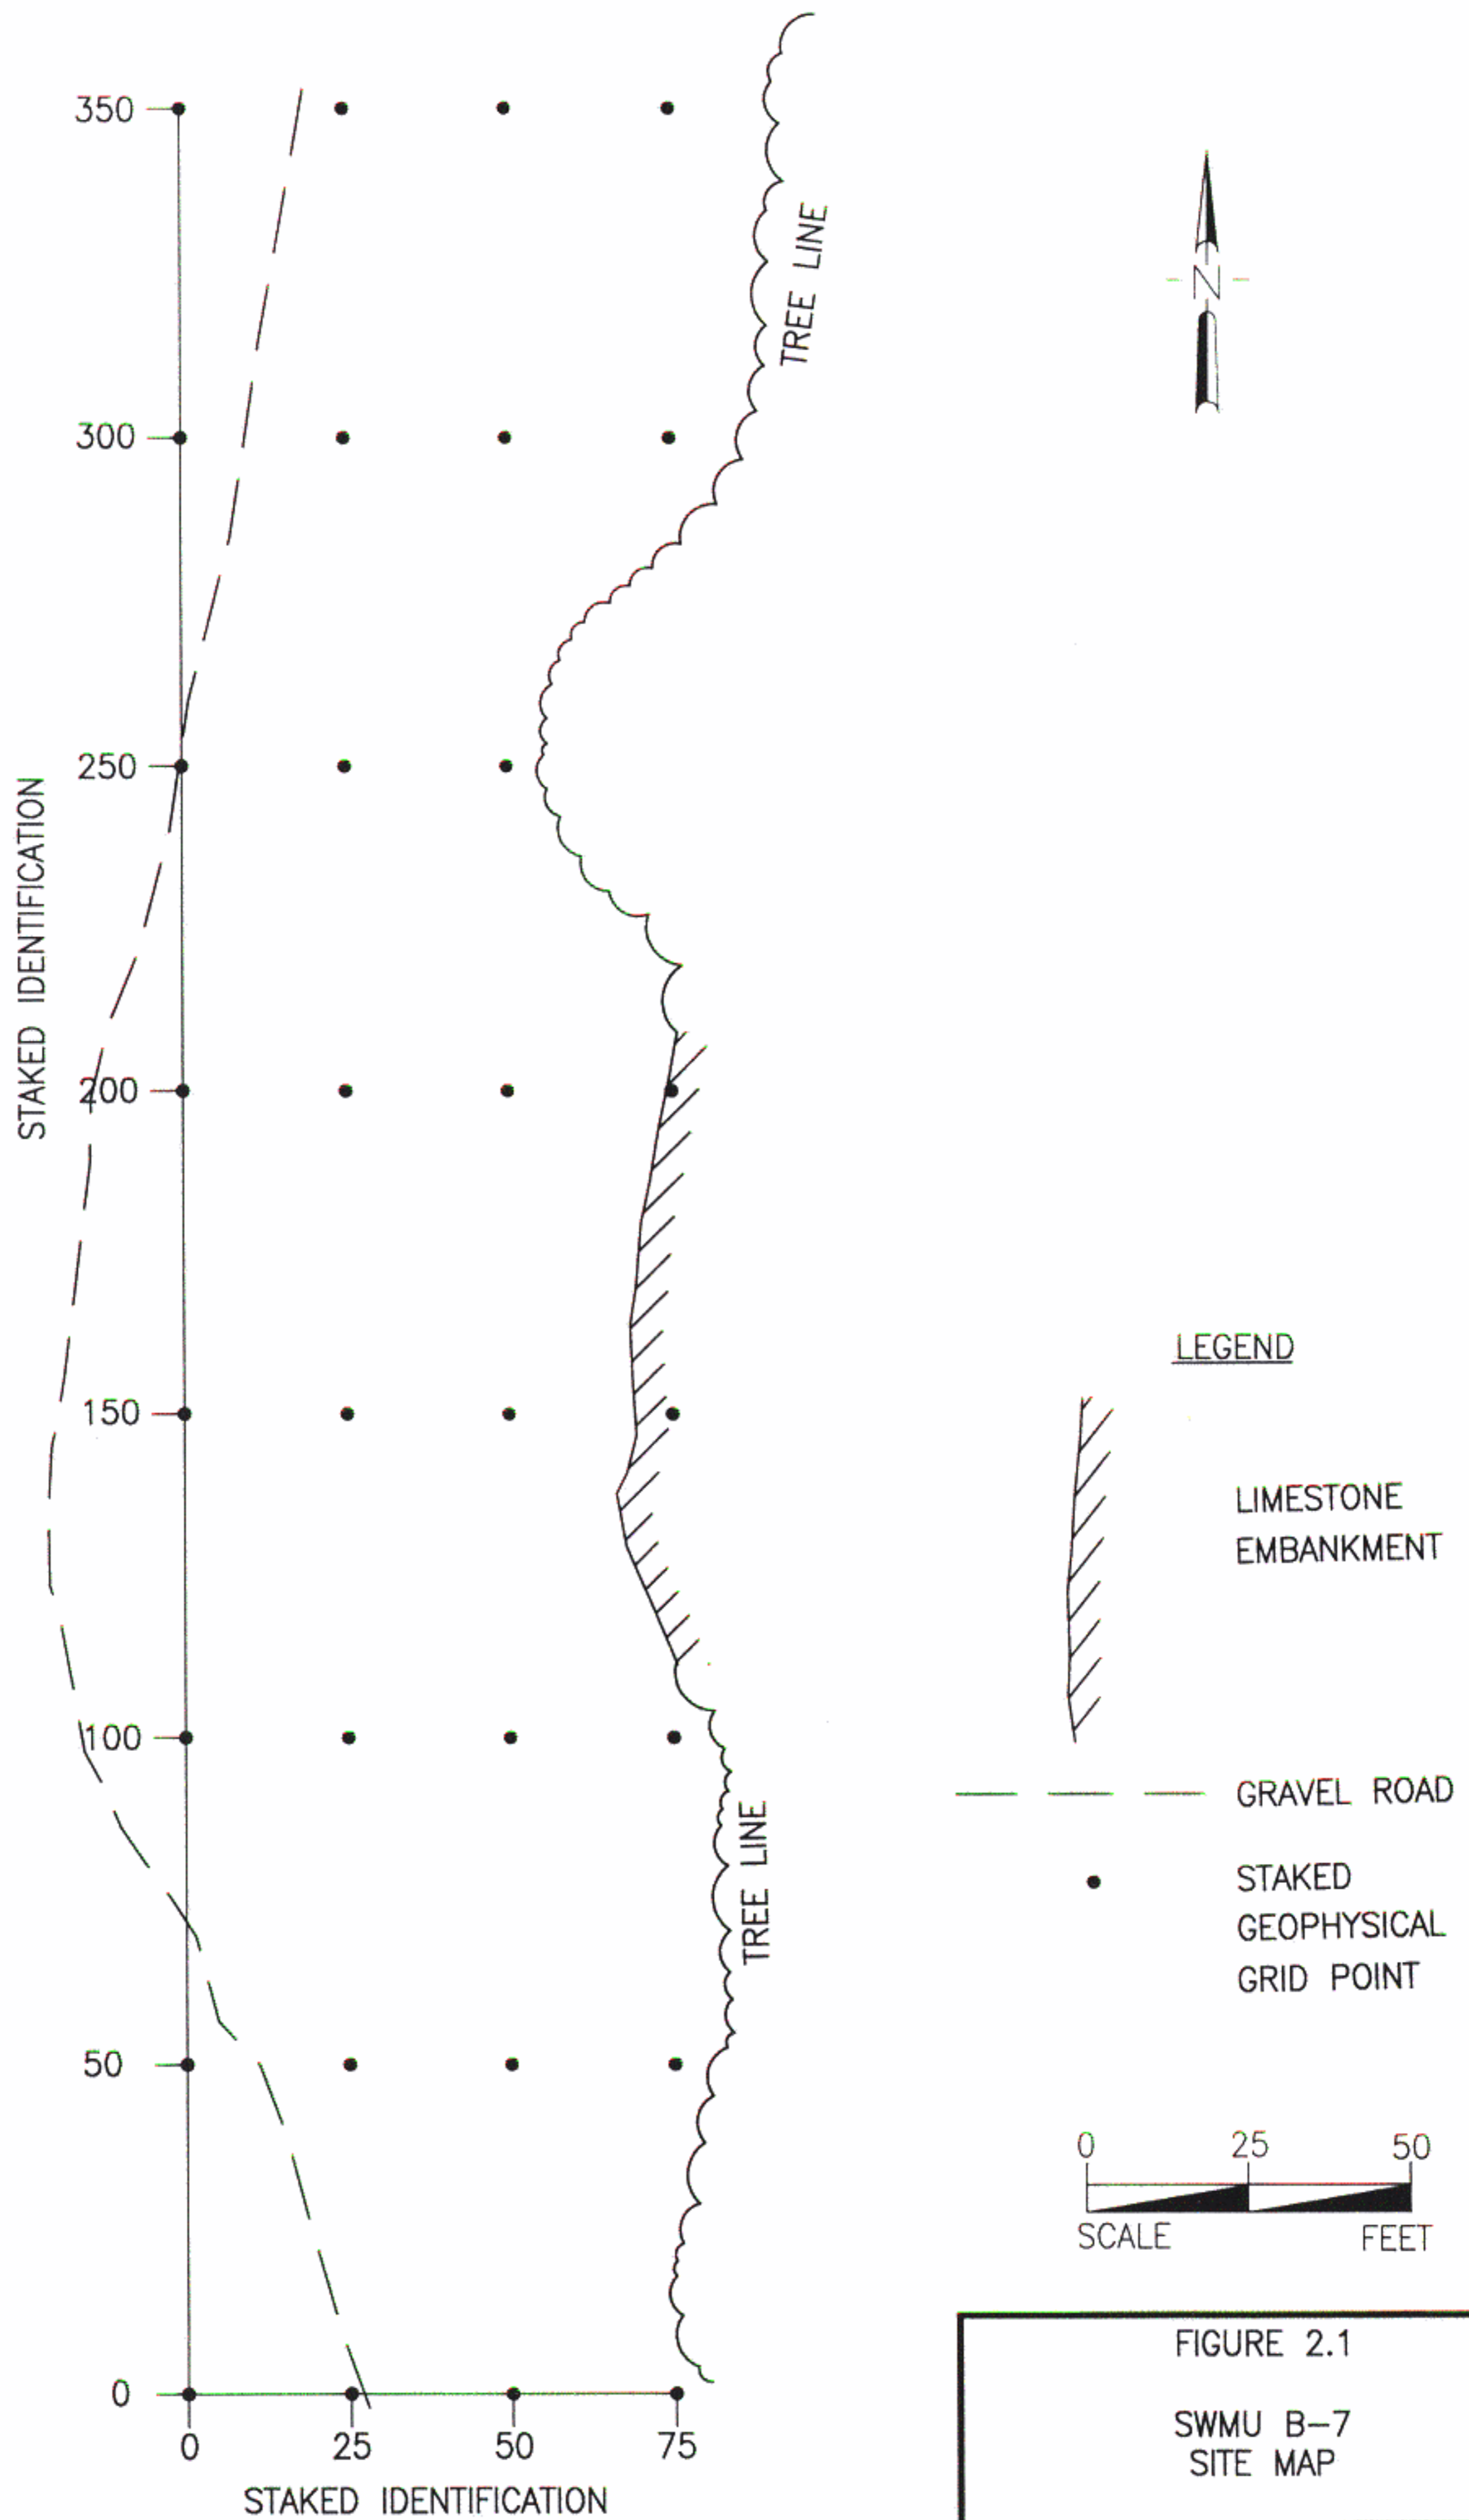 350
300
250
200
150
100
50
0
STAKED IDENTIFICATION
0 25 50 75
STAKED IDENTIFICATION
TREE LINE
TREE LINE
N
LEGEND
LIMESTONE
EMBANKMENT
GRAVEL ROAD
STAKED
GEOPHYSICAL
GRID POINT
0 25 50
SCALE FEET
FIGURE 2.1
SWMU B-7
SITE MAP